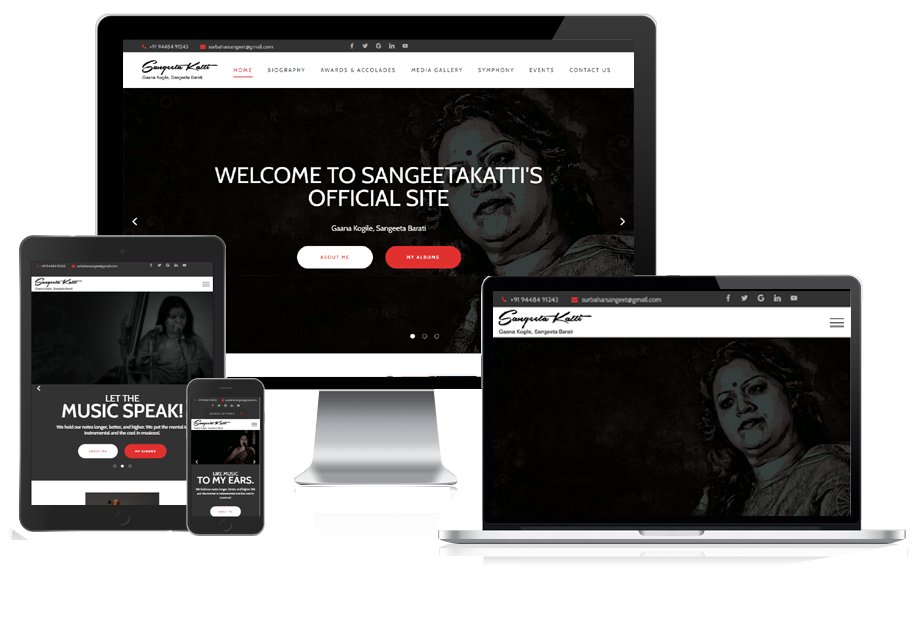 +91 94484 91243 surbaharsangeet@gmail.com
Sangeeta Katti
Gaana Kogile, Sangeeta Barati
HOME BIOGRAPHY AWARDS & ACCOLADES MEDIA GALLERY SYMPHONY EVENTS CONTACT US
WELCOME TO SANGEETAKATTI'S
OFFICIAL SITE
Gaana Kogile, Sangeeta Barati
ABOUT ME MY ALBUMS
+91 94484 91243 surbaharsangeet@gmail.com
Sangeeta Katti
Gaana Kogile, Sangeeta Barati
LET THE
MUSIC SPEAK!
We hold our notes longer, better, and higher. We put the mental in
instrumental and the cool in musicool.
ABOUT ME MY ALBUMS
Sangeeta Katti
LIKE MUSIC
TO MY EARS.
We hold our notes longer, better, and higher. We
put the mental in instrumental and the cool in
musicool.
ABOUT ME
+91 94484 91243 surbaharsangeet@gmail.com
Sangeeta Katti
Gaana Kogile, Sangeeta Barati